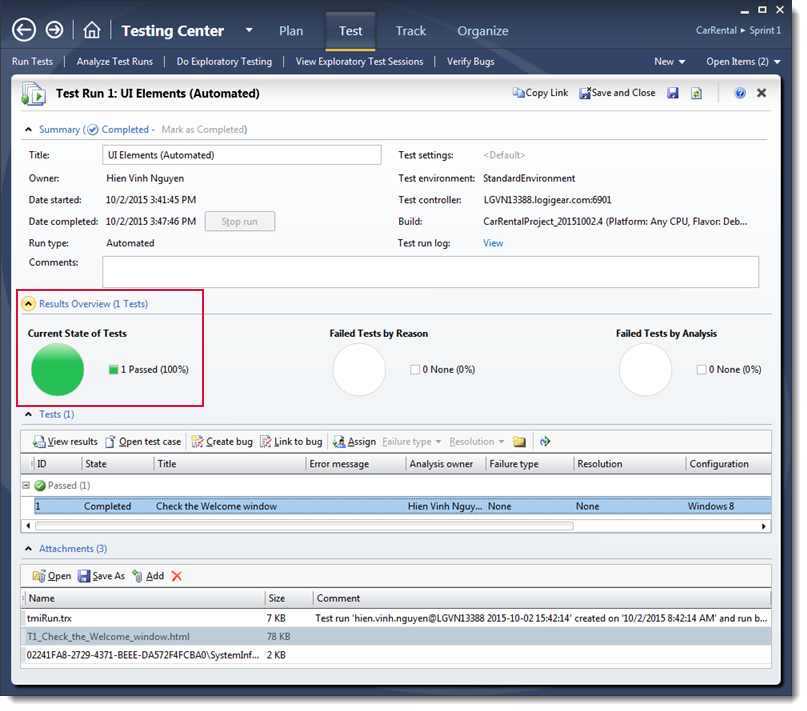 Testing Center Plan Test Track Organize CarRental ▸ Sprint 1
Run Tests Analyze Test Runs Do Exploratory Testing View Exploratory Test Sessions Verify Bugs New Open Items (2)
Test Run 1: UI Elements (Automated) Copy Link Save and Close
Summary ( Completed - Mark as Completed)
Title: UI Elements (Automated) Test settings: <Default>
Owner: Hien Vinh Nguyen Test environment: StandardEnvironment
Date started: 10/2/2015 3:41:45 PM Test controller: LGVN13388.logigear.com:6901
Date completed: 10/2/2015 3:47:46 PM Stop run Build: CarRentalProject_20151002.4 (Platform: Any CPU, Flavor: Deb...
Run type: Automated Test run log: View
Comments:
Results Overview (1 Tests)
Current State of Tests Failed Tests by Reason Failed Tests by Analysis
1 Passed (100%) 0 None (0%) 0 None (0%)
Tests (1)
View results Open test case Create bug Link to bug Assign Failure type Resolution
ID State Title Error message Analysis owner Failure type Resolution Configuration
Passed (1)
1 Completed Check the Welcome window Hien Vinh Nguy... None None Windows 8
Attachments (3)
Open Save As Add
Name Size Comment
tmiRun.trx 7 KB Test run 'hien.vinh.nguyen@LGVN13388 2015-10-02 15:42:14' created on '10/2/2015 8:42:14 AM' and run b...
T1_Check_the_Welcome_window.html 78 KB
02241FA8-2729-4371-BEEE-DA572F4FCBA0\SystemInf... 2 KB